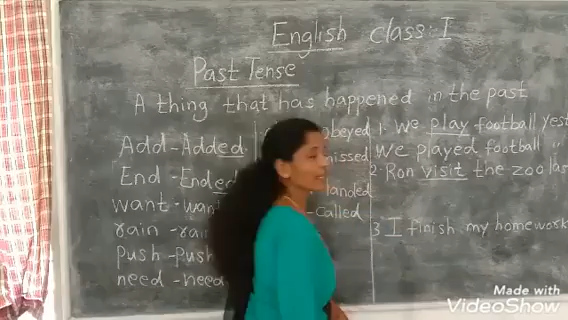 English class: I
Past Tense
A thing that has happened in the past
Add - Added
End - Ended
want - wan
rain - rai
push - push
need - need
obeyed
missed
landed
- called
1. We play football yest
We played football "
2. Ron visit the zoo las
3 I finish my homework
Made with
VideoShow